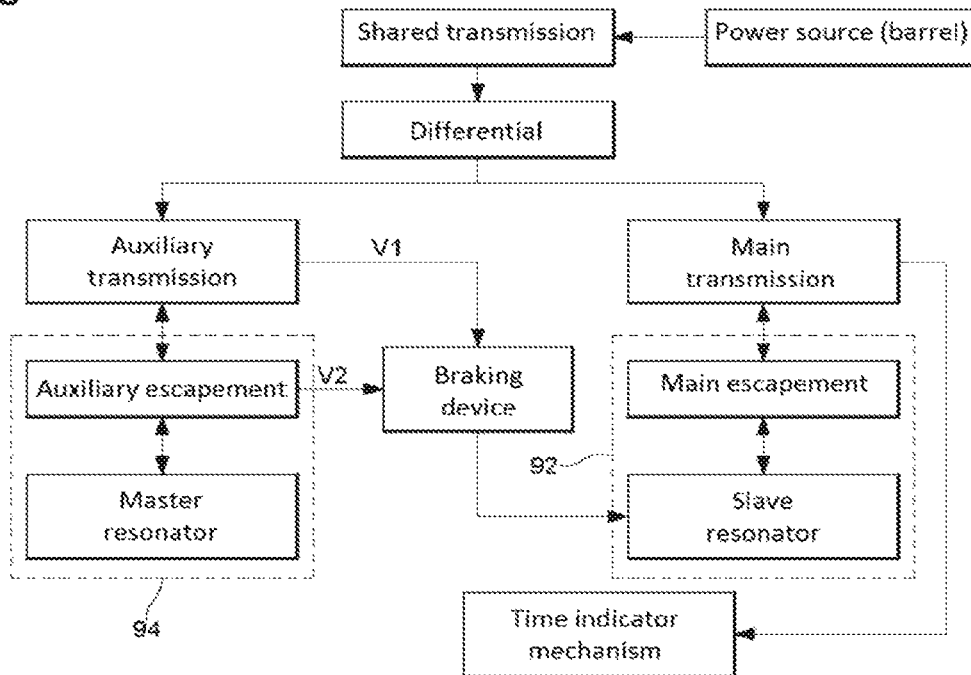 Shared transmission
Power source (barrel)
Differential
Auxiliary
transmission
V1
Main
transmission
Auxiliary escapement
V2
Braking
device
Main escapement
92
Master
resonator
Slave
resonator
94
Time indicator
mechanism